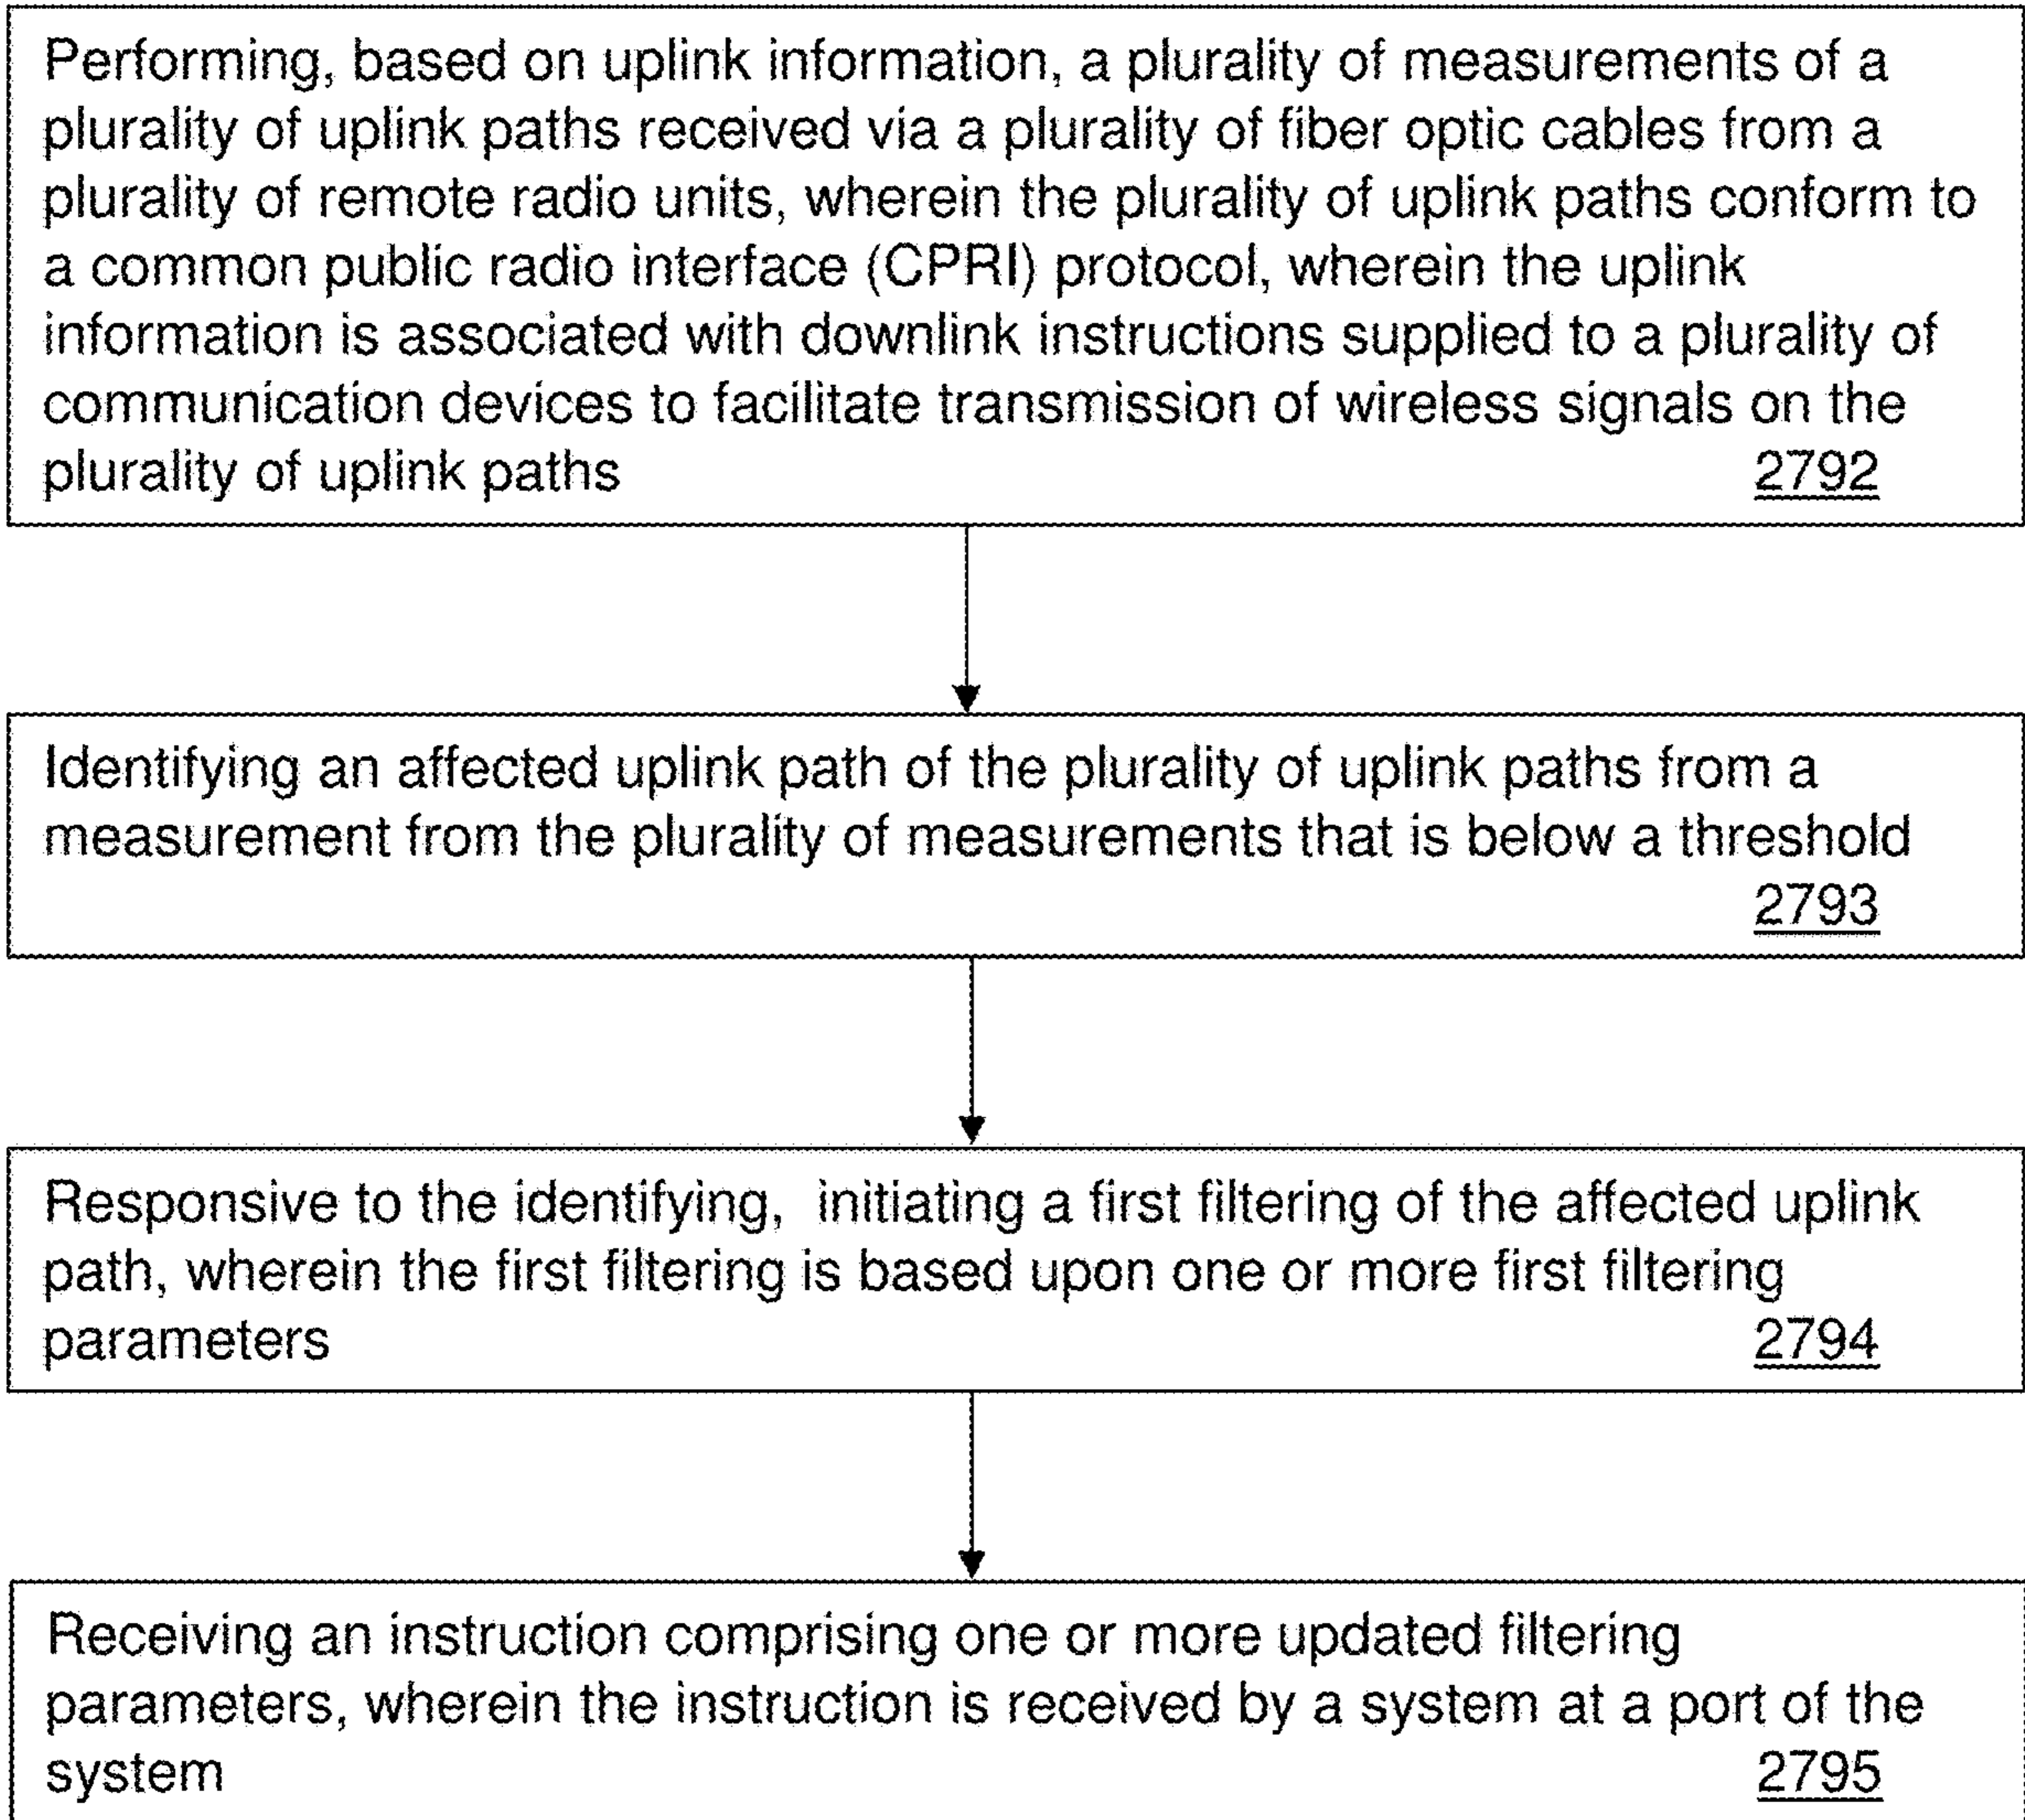 Performing, based on uplink information, a plurality of measurements of a
plurality of uplink paths received via a plurality of fiber optic cables from a
plurality of remote radio units, wherein the plurality of uplink paths conform to
a common public radio interface (CPRI) protocol, wherein the uplink
information is associated with downlink instructions supplied to a plurality of
communication devices to facilitate transmission of wireless signals on the
plurality of uplink paths 2792
Identifying an affected uplink path of the plurality of uplink paths from a
measurement from the plurality of measurements that is below a threshold
2793
Responsive to the identifying, initiating a first filtering of the affected uplink
path, wherein the first filtering is based upon one or more first filtering
parameters 2794
Receiving an instruction comprising one or more updated filtering
parameters, wherein the instruction is received by a system at a port of the
system 2795